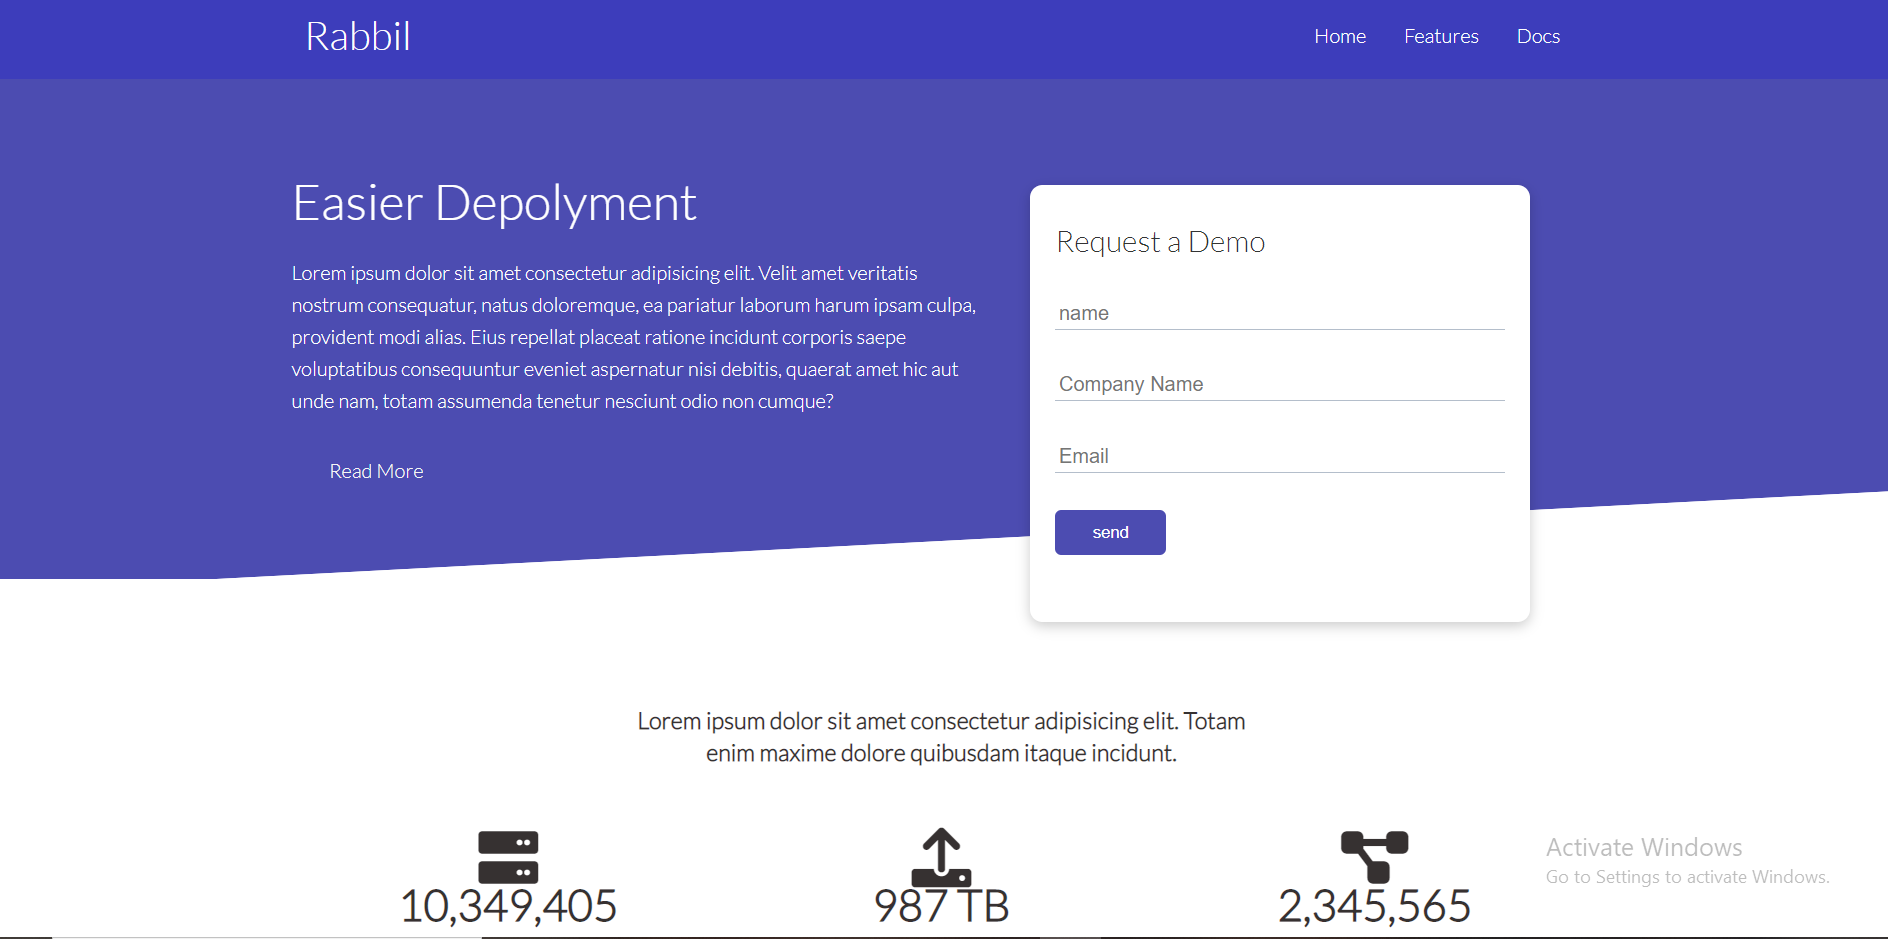 Rabbil
Home Features Docs
Easier Depolyment
Lorem ipsum dolor sit amet consectetur adipisicing elit. Velit amet veritatis
nostrum consequatur, natus doloremque, ea pariatur laborum harum ipsam culpa,
provident modi alias. Eius repellat placeat ratione incidunt corporis saepe
voluptatibus consequuntur eveniet aspernatur nisi debitis, quaerat amet hic aut
unde nam, totam assumenda tenetur nesciunt odio non cumque?
Read More
Request a Demo
name
Company Name
Email
send
Lorem ipsum dolor sit amet consectetur adipisicing elit. Totam
enim maxime dolore quibusdam itaque incidunt.
10,349,405
987 TB
2,345,565
Activate Windows
Go to Settings to activate Windows.